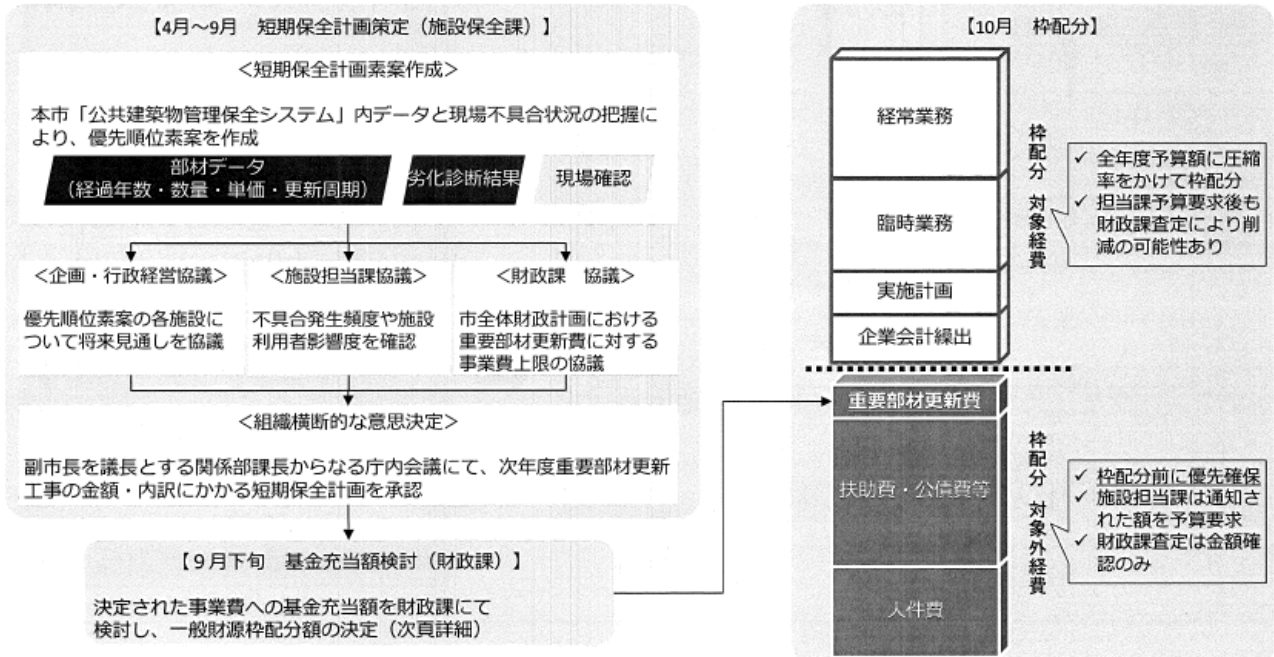 【4月~9月 短期保全計画策定（施設保全課）】
<短期保全計画素案作成>
本市「公共建築物管理保全システム」内データと現場不具合状況の把握に
より、優先順位素案を作成
部材データ
（経過年数・数量・単価・更新周期）
劣化診断結果
現場確認
<企画・行政経営協議>
優先順位素案の各施設に
ついて将来見通しを協議
<施設担当課協議>
不具合発生頻度や施設
利用者影響度を確認
<財政課 協議>
市全体財政計画における
重要部材更新費に対する
事業費上限の協議
<組織横断的な意思決定>
副市長を議長とする関係部課長からなる庁内会議にて、次年度重要部材更新
工事の金額・内訳にかかる短期保全計画を承認
【９月下旬 基金充当額検討（財政課）】
決定された事業費への基金充当額を財政課にて
検討し、一般財源枠配分額の決定（次頁詳細）
【10月 枠配分】
経常業務
臨時業務
実施計画
企業会計繰出
枠配分 対象経費
✓ 全年度予算額に圧縮
率をかけて枠配分
✓ 担当課予算要求後も
財政課査定により削
減の可能性あり
重要部材更新費
扶助費・公債費等
人件費
枠配分 対象外経費
✓ 枠配分前に優先確保
✓ 施設担当課は通知さ
れた額を予算要求
✓ 財政課査定は金額確
認のみ